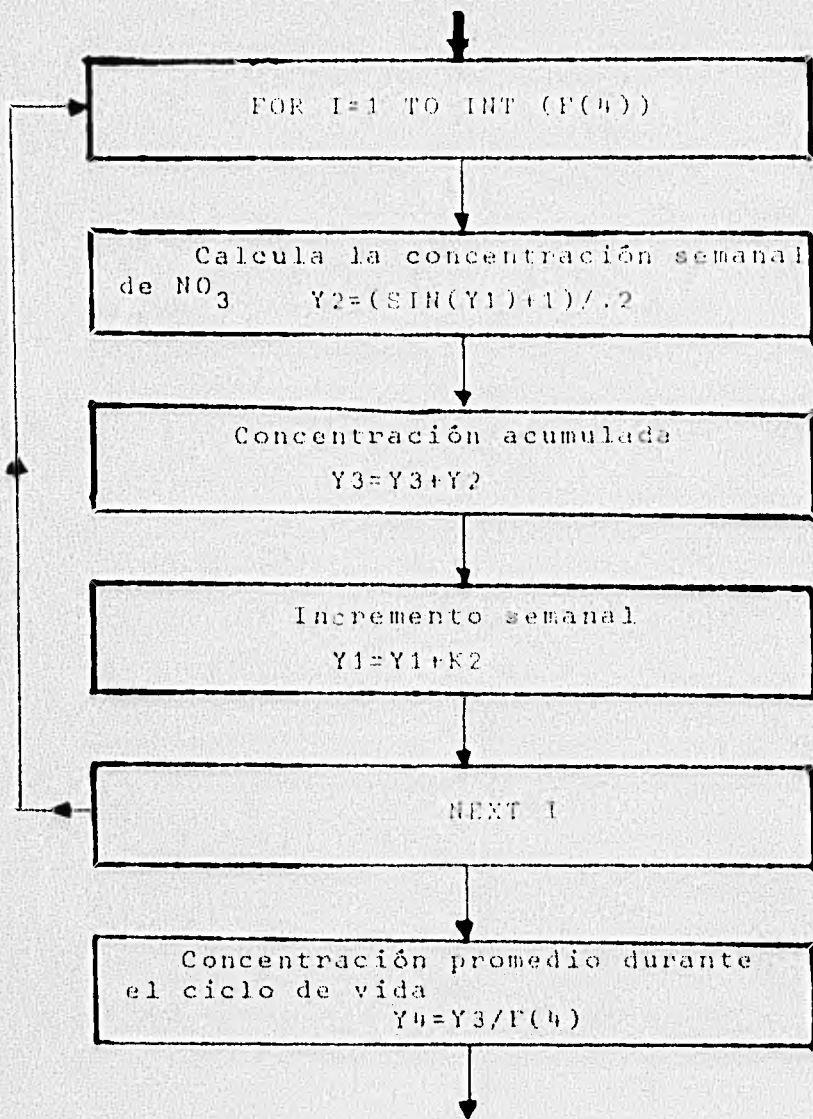 FOR I=1 TO INT (F(4))
Calcula la concentración semanal
de NO3 Y2=(SIN(Y1)+1)/.2
Concentración acumulada
Y3=Y3+Y2
Incremento semanal
Y1=Y1+K2
NEXT I
Concentración promedio durante
el ciclo de vida
Y4=Y3/F(4)